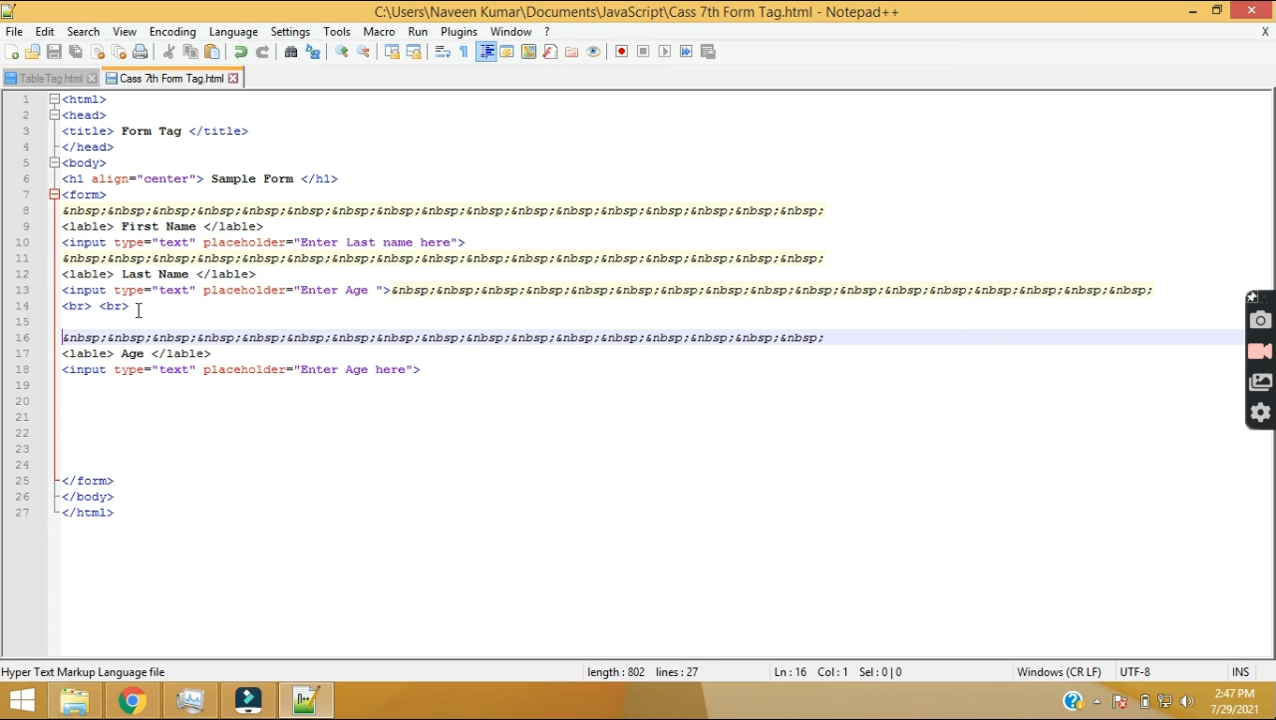 C:\Users\Naveen Kumar\Documents\JavaScript\Cass 7th Form Tag.html - Notepad++
File Edit Search View Encoding Language Settings Tools Macro Run Plugins Window ? X
TableTag.html Cass 7th Form Tag.html
1 <html>
2 <head>
3 <title> Form Tag </title>
4 </head>
5 <body>
6 <h1 align="center"> Sample Form </h1>
7 <form>
8 &nbsp;&nbsp;&nbsp;&nbsp;&nbsp;&nbsp;&nbsp;&nbsp;&nbsp;&nbsp;&nbsp;&nbsp;&nbsp;&nbsp;&nbsp;&nbsp;&nbsp;
9 <lable> First Name </lable>
10 <input type="text" placeholder="Enter Last name here">
11 &nbsp;&nbsp;&nbsp;&nbsp;&nbsp;&nbsp;&nbsp;&nbsp;&nbsp;&nbsp;&nbsp;&nbsp;&nbsp;&nbsp;&nbsp;&nbsp;&nbsp;
12 <lable> Last Name </lable>
13 <input type="text" placeholder="Enter Age ">&nbsp;&nbsp;&nbsp;&nbsp;&nbsp;&nbsp;&nbsp;&nbsp;&nbsp;&nbsp;&nbsp;&nbsp;&nbsp;&nbsp;&nbsp;&nbsp;&nbsp;
14 <br> <br>
15
16 &nbsp;&nbsp;&nbsp;&nbsp;&nbsp;&nbsp;&nbsp;&nbsp;&nbsp;&nbsp;&nbsp;&nbsp;&nbsp;&nbsp;&nbsp;&nbsp;&nbsp;
17 <lable> Age </lable>
18 <input type="text" placeholder="Enter Age here">
19
20
21
22
23
24
25 </form>
26 </body>
27 </html>
Hyper Text Markup Language file length : 802 lines : 27 Ln : 16 Col : 1 Sel : 0 | 0 Windows (CR LF) UTF-8 INS
2:47 PM
7/29/2021